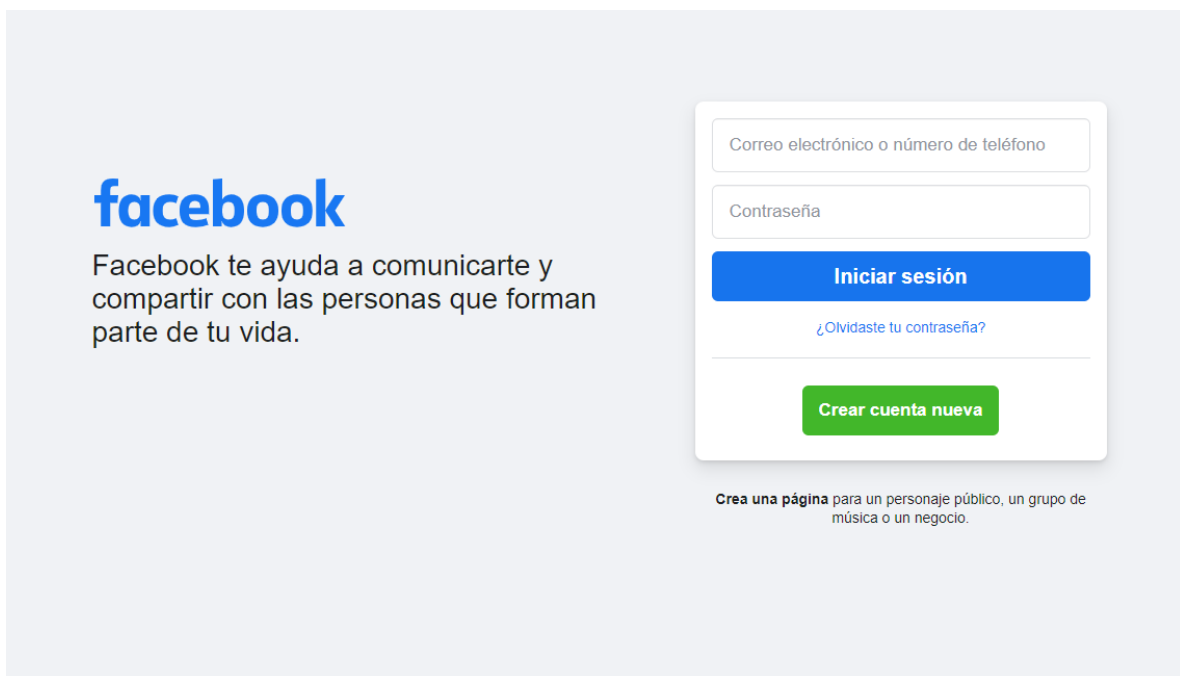 facebook
Facebook te ayuda a comunicarte y
compartir con las personas que forman
parte de tu vida.
Correo electrónico o número de teléfono
Contraseña
Iniciar sesión
¿Olvidaste tu contraseña?
Crear cuenta nueva
Crea una página para un personaje público, un grupo de
música o un negocio.